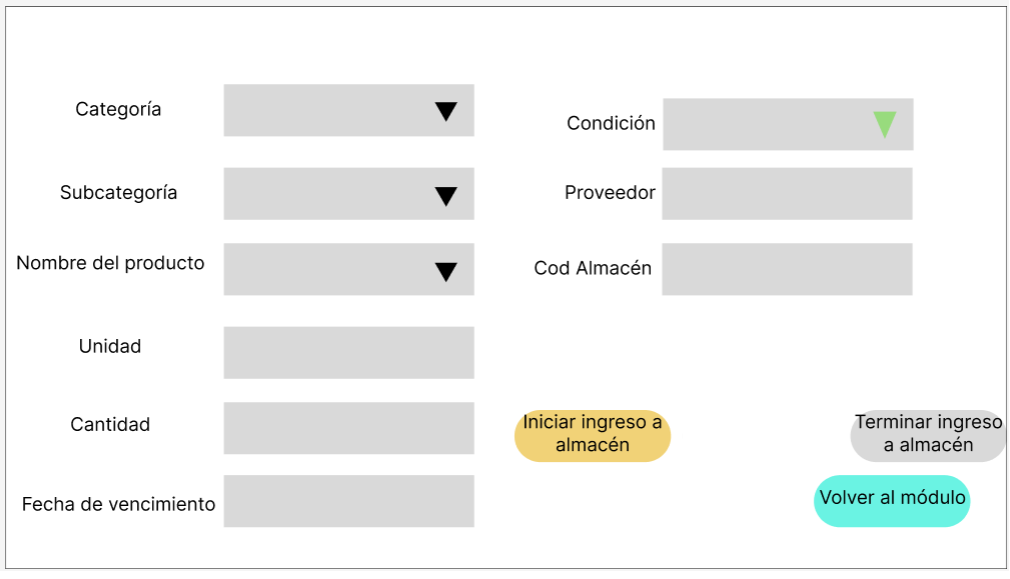 Categoría
Subcategoría
Nombre del producto
Unidad
Cantidad
Fecha de vencimiento
Condición
Proveedor
Cod Almacén
Iniciar ingreso a
almacén
Terminar ingreso
a almacén
Volver al módulo